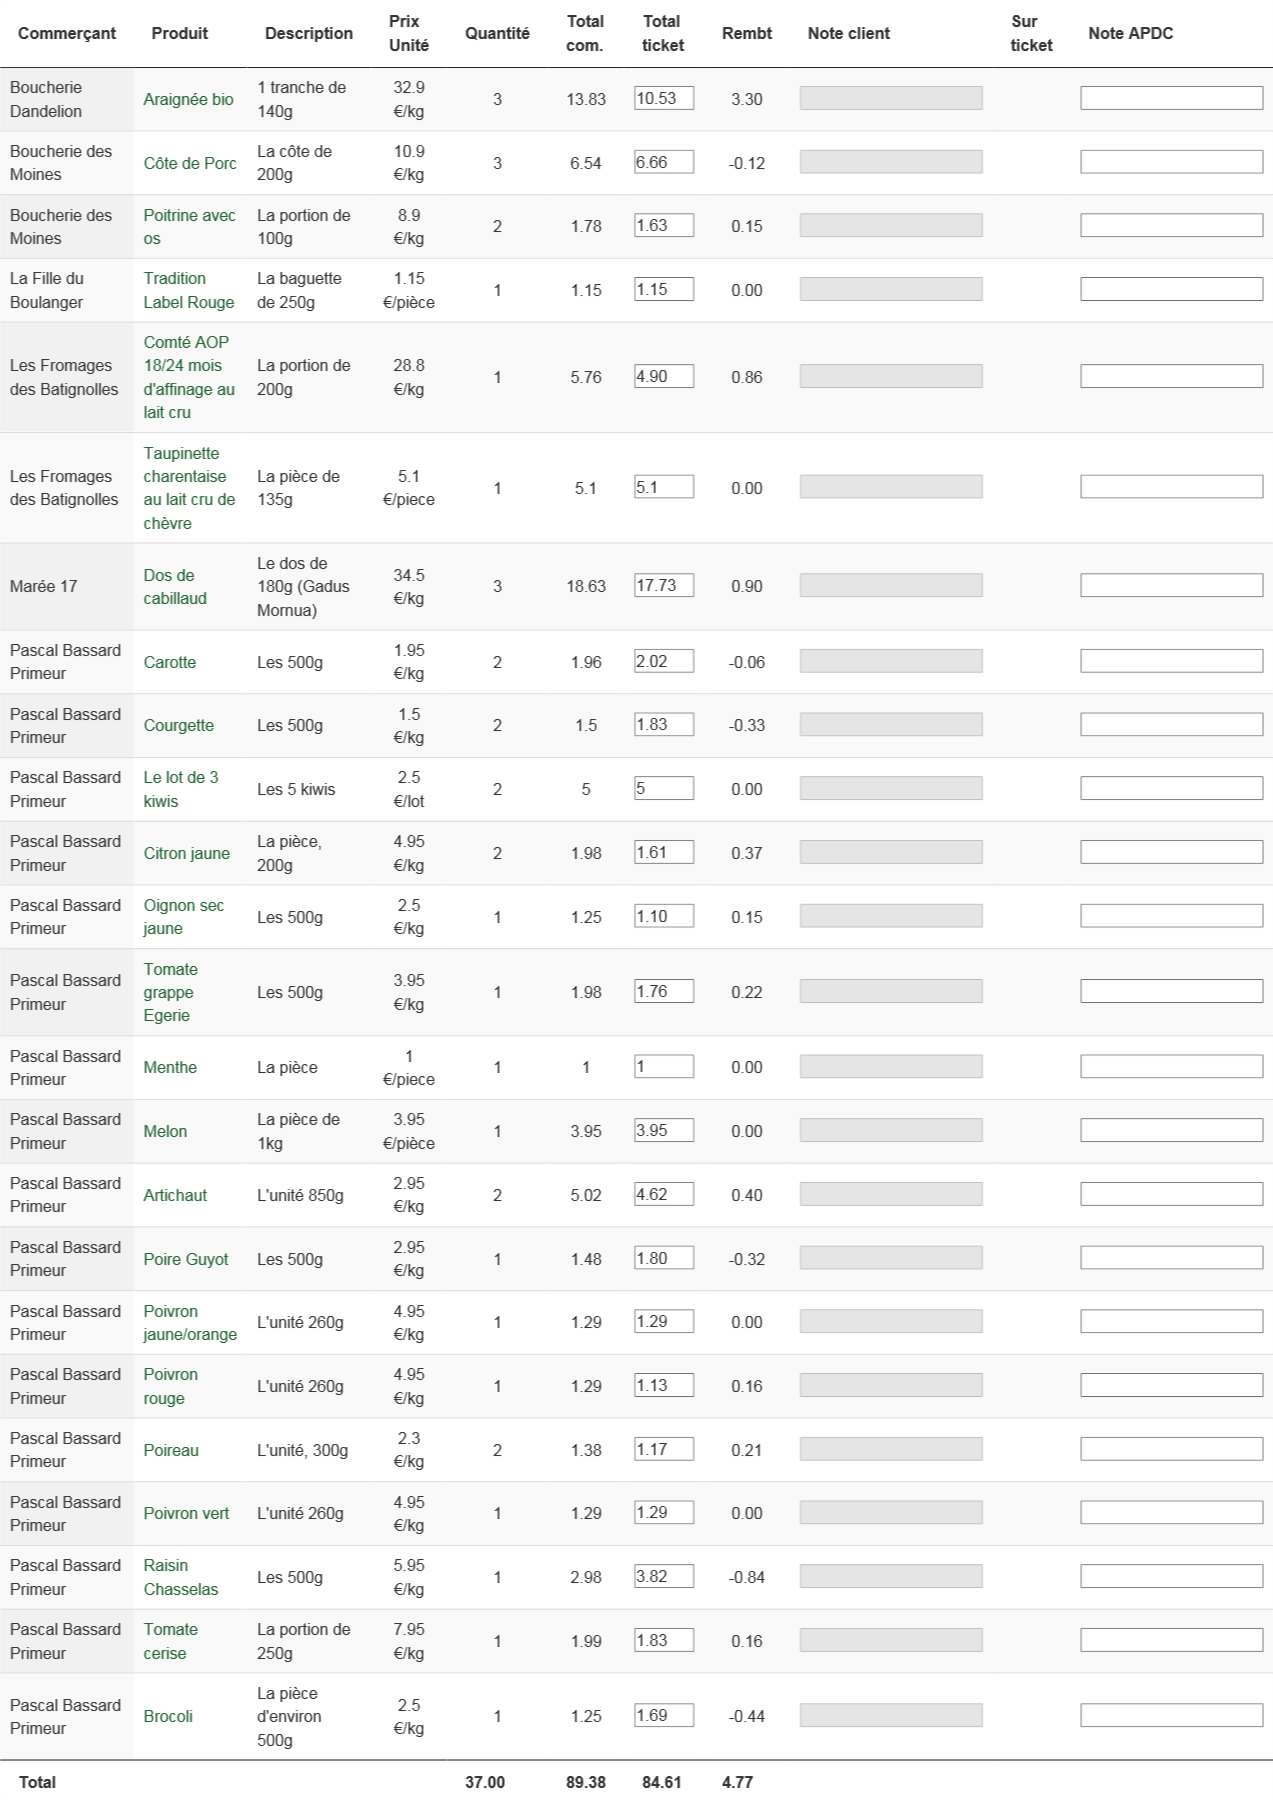 Commerçant Produit Description Prix Unité Quantité Total com. Total ticket Rembt Note client Sur ticket Note APDC
Boucherie Dandelion Araignée bio 1 tranche de 140g 32.9 €/kg 3 13.83 10.53 3.30
Boucherie des Moines Côte de Porc La côte de 200g 10.9 €/kg 3 6.54 6.66 -0.12
Boucherie des Moines Poitrine avec os La portion de 100g 8.9 €/kg 2 1.78 1.63 0.15
La Fille du Boulanger Tradition Label Rouge La baguette de 250g 1.15 €/pièce 1 1.15 1.15 0.00
Les Fromages des Batignolles Comté AOP 18/24 mois d'affinage au lait cru La portion de 200g 28.8 €/kg 1 5.76 4.90 0.86
Les Fromages des Batignolles Taupinette charentaise au lait cru de chèvre La pièce de 135g 5.1 €/piece 1 5.1 5.1 0.00
Marée 17 Dos de cabillaud Le dos de 180g (Gadus Mornua) 34.5 €/kg 3 18.63 17.73 0.90
Pascal Bassard Primeur Carotte Les 500g 1.95 €/kg 2 1.96 2.02 -0.06
Pascal Bassard Primeur Courgette Les 500g 1.5 €/kg 2 1.5 1.83 -0.33
Pascal Bassard Primeur Le lot de 3 kiwis Les 5 kiwis 2.5 €/lot 2 5 5 0.00
Pascal Bassard Primeur Citron jaune La pièce, 200g 4.95 €/kg 2 1.98 1.61 0.37
Pascal Bassard Primeur Oignon sec jaune Les 500g 2.5 €/kg 1 1.25 1.10 0.15
Pascal Bassard Primeur Tomate grappe Egerie Les 500g 3.95 €/kg 1 1.98 1.76 0.22
Pascal Bassard Primeur Menthe La pièce 1 €/piece 1 1 1 0.00
Pascal Bassard Primeur Melon La pièce de 1kg 3.95 €/pièce 1 3.95 3.95 0.00
Pascal Bassard Primeur Artichaut L'unité 850g 2.95 €/kg 2 5.02 4.62 0.40
Pascal Bassard Primeur Poire Guyot Les 500g 2.95 €/kg 1 1.48 1.80 -0.32
Pascal Bassard Primeur Poivron jaune/orange L'unité 260g 4.95 €/kg 1 1.29 1.29 0.00
Pascal Bassard Primeur Poivron rouge L'unité 260g 4.95 €/kg 1 1.29 1.13 0.16
Pascal Bassard Primeur Poireau L'unité, 300g 2.3 €/kg 2 1.38 1.17 0.21
Pascal Bassard Primeur Poivron vert L'unité 260g 4.95 €/kg 1 1.29 1.29 0.00
Pascal Bassard Primeur Raisin Chasselas Les 500g 5.95 €/kg 1 2.98 3.82 -0.84
Pascal Bassard Primeur Tomate cerise La portion de 250g 7.95 €/kg 1 1.99 1.83 0.16
Pascal Bassard Primeur Brocoli La pièce d'environ 500g 2.5 €/kg 1 1.25 1.69 -0.44
Total 37.00 89.38 84.61 4.77